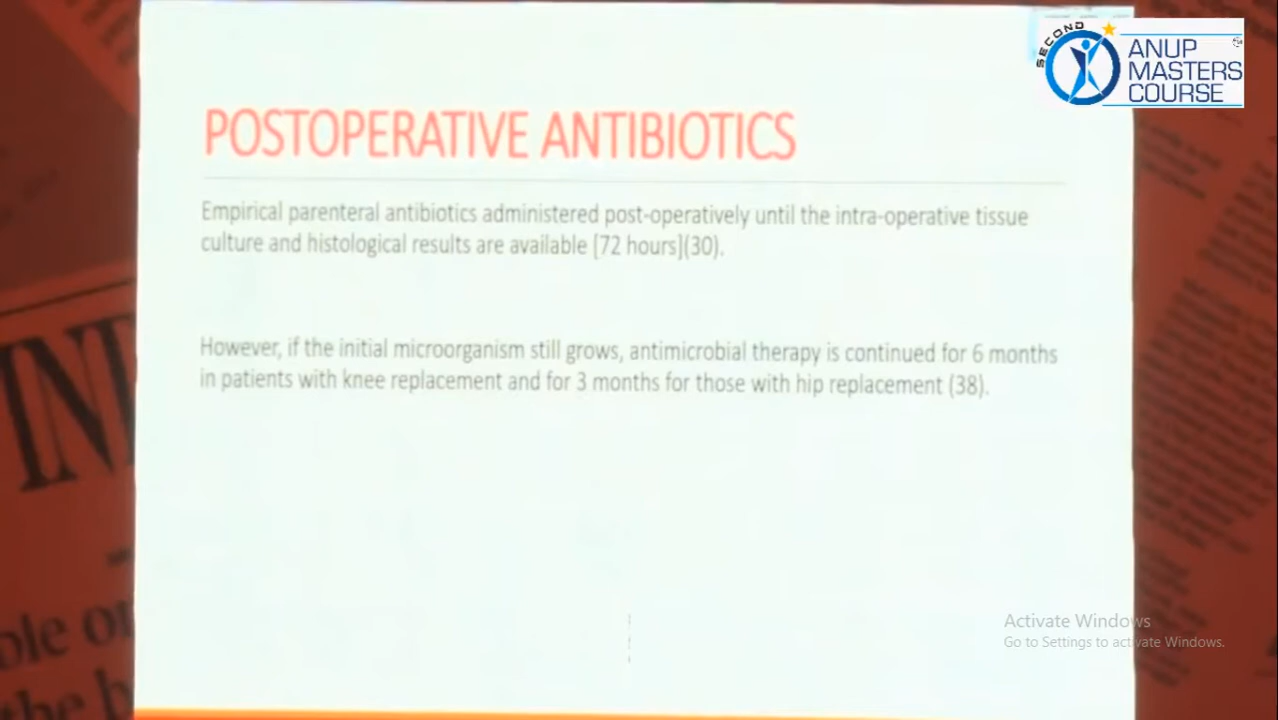 SECOND
ANUP
MASTERS
COURSE
POSTOPERATIVE ANTIBIOTICS
Empirical parenteral antibiotics administered post-operatively until the intra-operative tissue
culture and histological results are available [72 hours](30).
However, if the initial microorganism still grows, antimicrobial therapy is continued for 6 months
in patients with knee replacement and for 3 months for those with hip replacement (38).
Activate Windows
Go to Settings to activate Windows.
ole or
the b